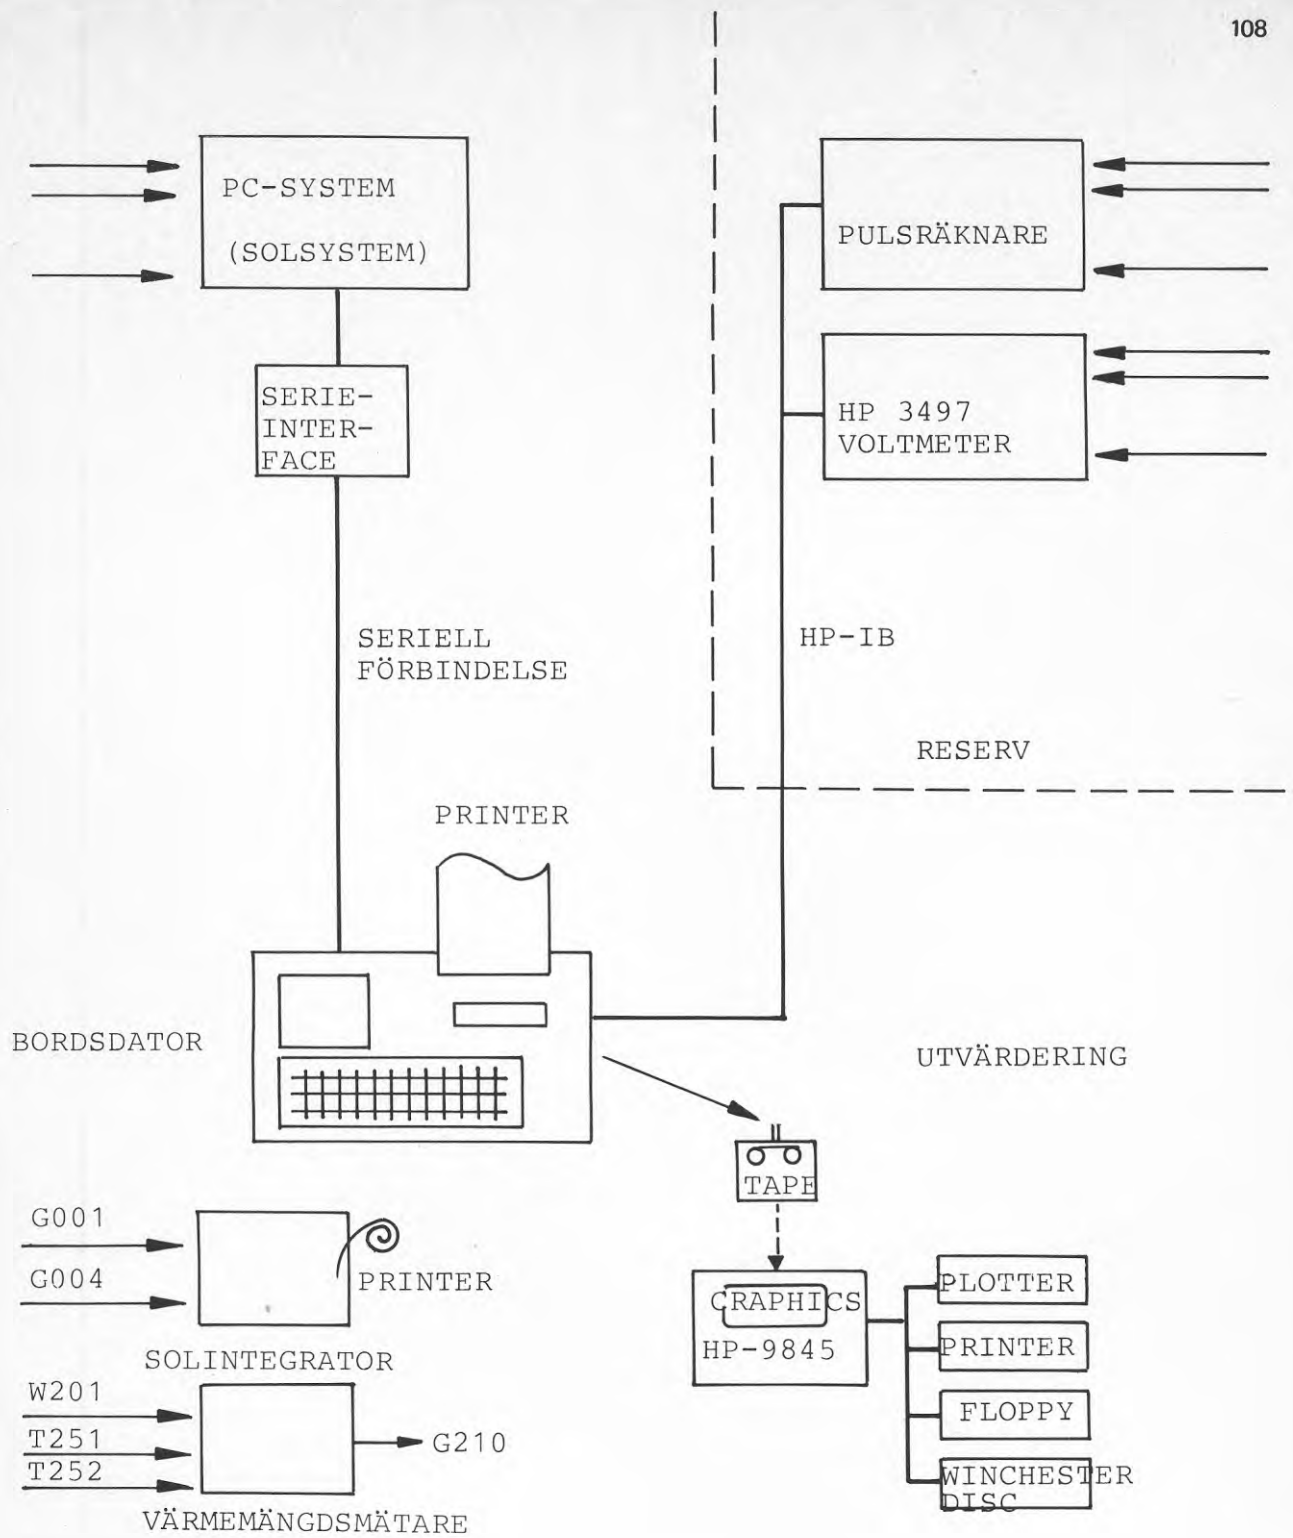 108
PC-SYSTEM
(SOLSYSTEM)
PULSRÄKNARE
SERIE-
INTER-
FACE
HP 3497
VOLTMETER
SERIELL
FÖRBINDELSE
HP-IB
RESERV
PRINTER
BORDSDATOR
UTVÄRDERING
TAPE
G001
G004
PRINTER
SOLINTEGRATOR
CRAPHICS
HP-9845
PLOTTER
PRINTER
FLOPPY
WINCHESTER
DISC
W201
T251
T252
G210
VÄRMEMÄNGDSMÄTARE